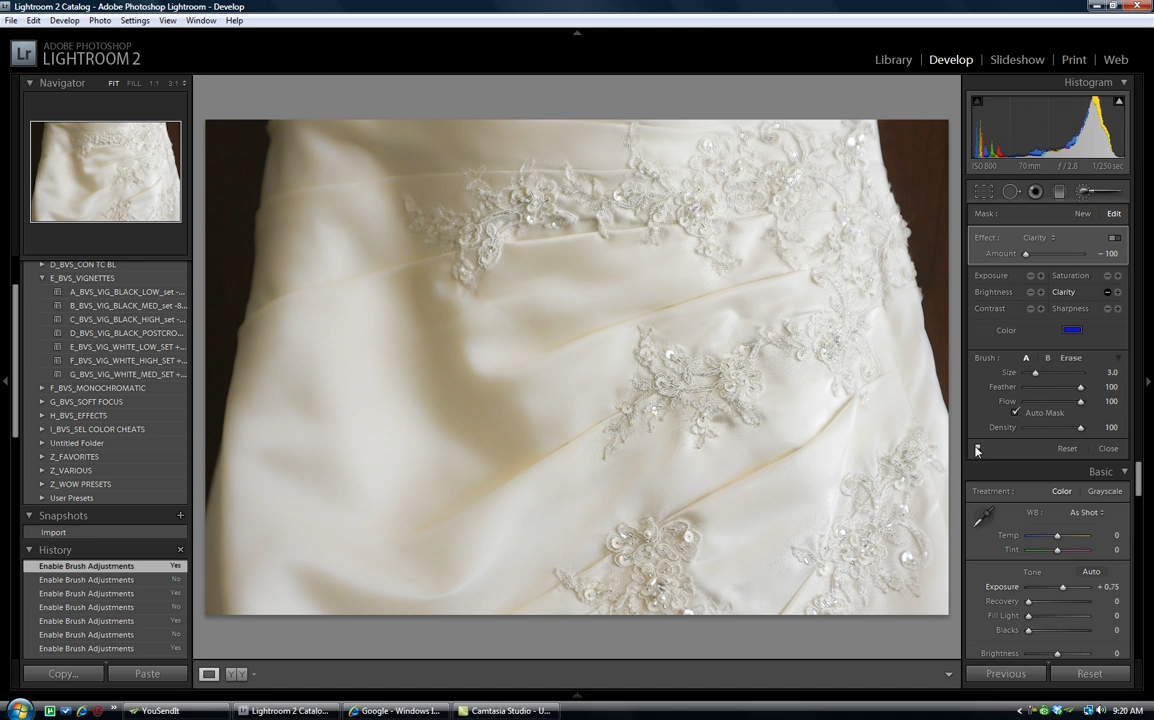 Lightroom 2 Catalog - Adobe Photoshop Lightroom - Develop
File Edit Develop Photo Settings View Window Help
Lr ADOBE PHOTOSHOP
LIGHTROOM 2
Library Develop Slideshow Print Web
Navigator FIT FILL 1:1 3:1
D_BVS_CON TC BL
E_BVS_VIGNETTES
A_BVS_VIG_BLACK_LOW_set -...
B_BVS_VIG_BLACK_MED_set -8...
C_BVS_VIG_BLACK_HIGH_set -...
D_BVS_VIG_BLACK_POSTCRO...
E_BVS_VIG_WHITE_LOW_SET +...
F_BVS_VIG_WHITE_HIGH_SET +...
G_BVS_VIG_WHITE_MED_SET +...
F_BVS_MONOCHROMATIC
G_BVS_SOFT FOCUS
H_BVS_EFFECTS
I_BVS_SEL COLOR CHEATS
Untitled Folder
Z_FAVORITES
Z_VARIOUS
Z_WOW PRESETS
User Presets
Snapshots +
Import
History
Enable Brush Adjustments Yes
Enable Brush Adjustments No
Enable Brush Adjustments Yes
Enable Brush Adjustments No
Enable Brush Adjustments Yes
Enable Brush Adjustments No
Enable Brush Adjustments Yes
Copy... Paste
Histogram
ISO 800 70 mm ƒ / 2.8 1/250 sec
Mask : New Edit
Effect : Clarity
Amount - 100
Exposure Saturation
Brightness Clarity
Contrast Sharpness
Color
Brush : A B Erase
Size 3.0
Feather 100
Flow 100
Auto Mask
Density 100
Reset Close
Basic
Treatment : Color Grayscale
WB : As Shot
Temp 0
Tint 0
Tone Auto
Exposure + 0.75
Recovery 0
Fill Light 0
Blacks 0
Brightness 0
Previous Reset
YouSendIt
Lightroom 2 Catalo...
Google - Windows I...
Camtasia Studio - U...
9:20 AM